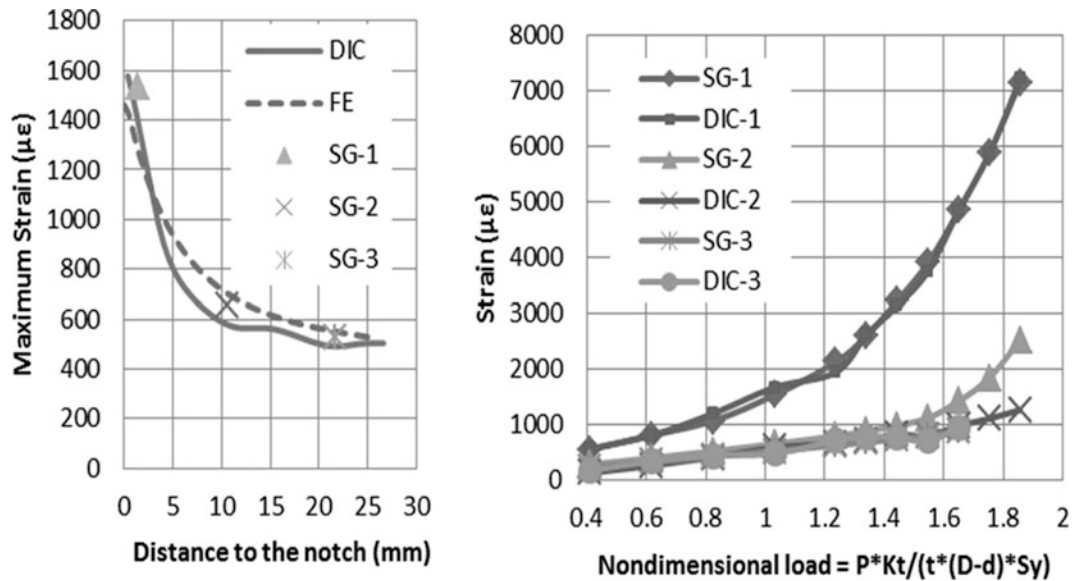 1800
1600
1400
1200
1000
800
600
400
200
0
Maximum Strain (με)
DIC
FE
SG-1
SG-2
SG-3
0 5 10 15 20 25 30
Distance to the notch (mm)
8000
7000
6000
5000
4000
3000
2000
1000
0
Strain (με)
SG-1
DIC-1
SG-2
DIC-2
SG-3
DIC-3
0.4 0.6 0.8 1 1.2 1.4 1.6 1.8 2
Nondimensional load = P*Kt/(t*(D-d)*Sy)